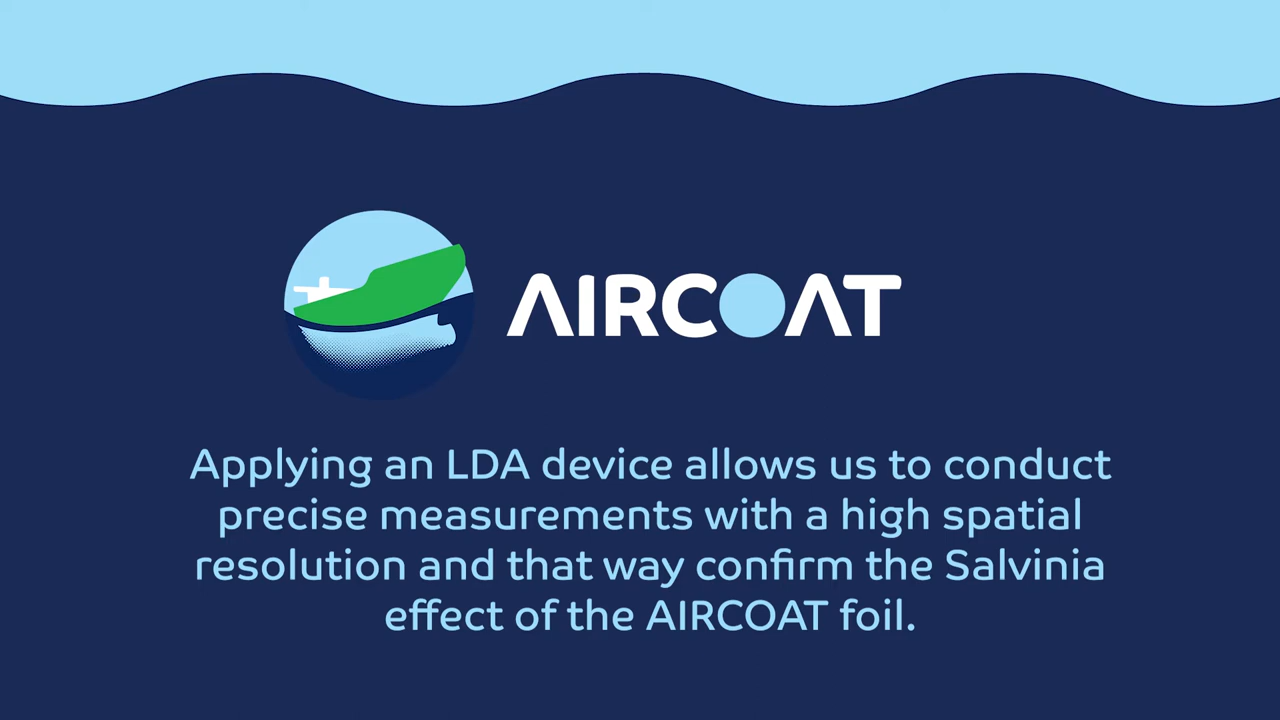 AIRCOAT
Applying an LDA device allows us to conduct
precise measurements with a high spatial
resolution and that way confirm the Salvinia
effect of the AIRCOAT foil.